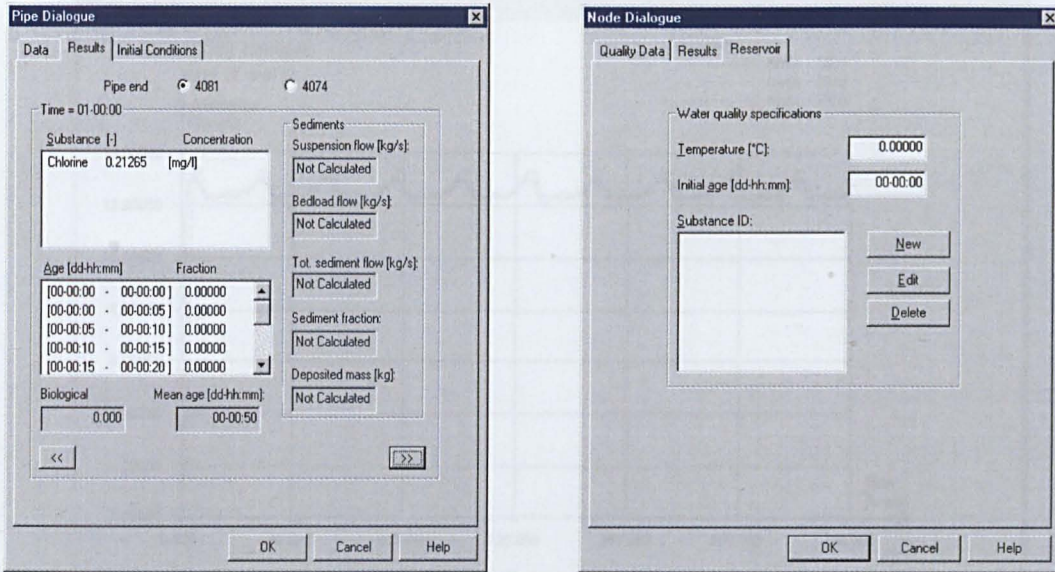 Pipe Dialogue
Data Results Initial Conditions
Pipe end 4081 4074
Time = 01-00:00
Substance [-] Concentration
Chlorine 0.21265 [mg/l]
Age [dd-hh:mm] Fraction
[00-00:00 - 00-00:00 ] 0.00000
[00-00:00 - 00-00:05 ] 0.00000
[00-00:05 - 00-00:10 ] 0.00000
[00-00:10 - 00-00:15 ] 0.00000
[00-00:15 - 00-00:20 ] 0.00000
Biological Mean age [dd-hh:mm]:
0.000 00-00:50
<< >>
Sediments
Suspension flow [kg/s]:
Not Calculated
Bedload flow [kg/s]:
Not Calculated
Tot. sediment flow [kg/s]:
Not Calculated
Sediment fraction:
Not Calculated
Deposited mass [kg]:
Not Calculated
OK Cancel Help
Node Dialogue
Quality Data Results Reservoir
Water quality specifications
Temperature [°C]: 0.00000
Initial age [dd-hh:mm]: 00-00:00
Substance ID:
New
Edit
Delete
OK Cancel Help